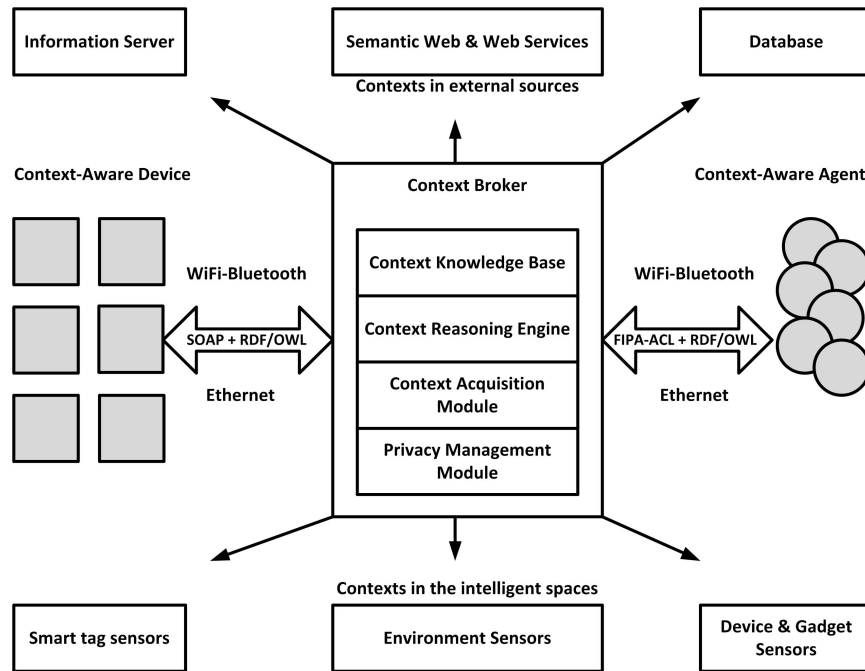 Information Server
Semantic Web & Web Services
Database
Contexts in external sources
Context-Aware Device
Context Broker
Context-Aware Agent
Context Knowledge Base
WiFi-Bluetooth
WiFi-Bluetooth
Context Reasoning Engine
SOAP + RDF/OWL
FIPA-ACL + RDF/OWL
Context Acquisition
Module
Ethernet
Ethernet
Privacy Management
Module
Contexts in the intelligent spaces
Smart tag sensors
Environment Sensors
Device & Gadget
Sensors